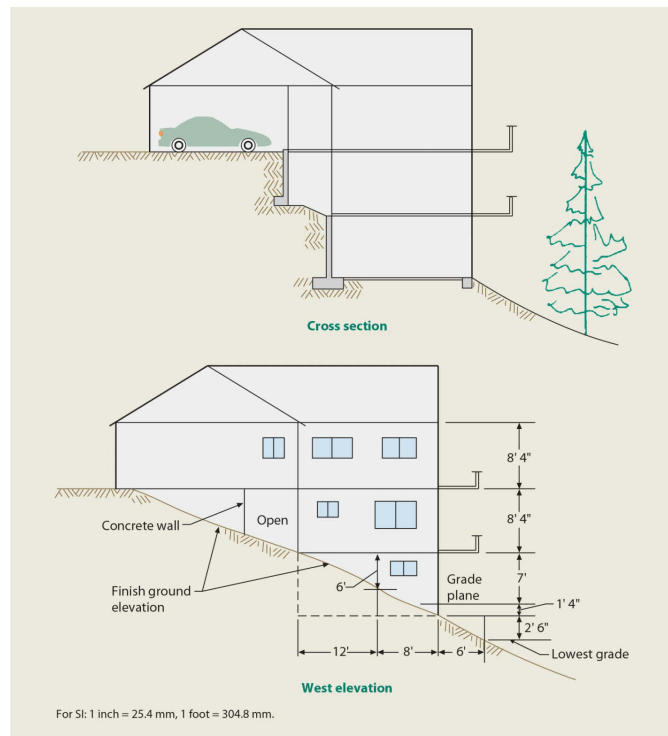 Cross section
8' 4"
Concrete wall
Open
8' 4"
Finish ground
elevation
6'
Grade
plane
7'
1' 4"
2' 6"
12'
8'
6'
Lowest grade
West elevation
For SI: 1 inch = 25.4 mm, 1 foot = 304.8 mm.